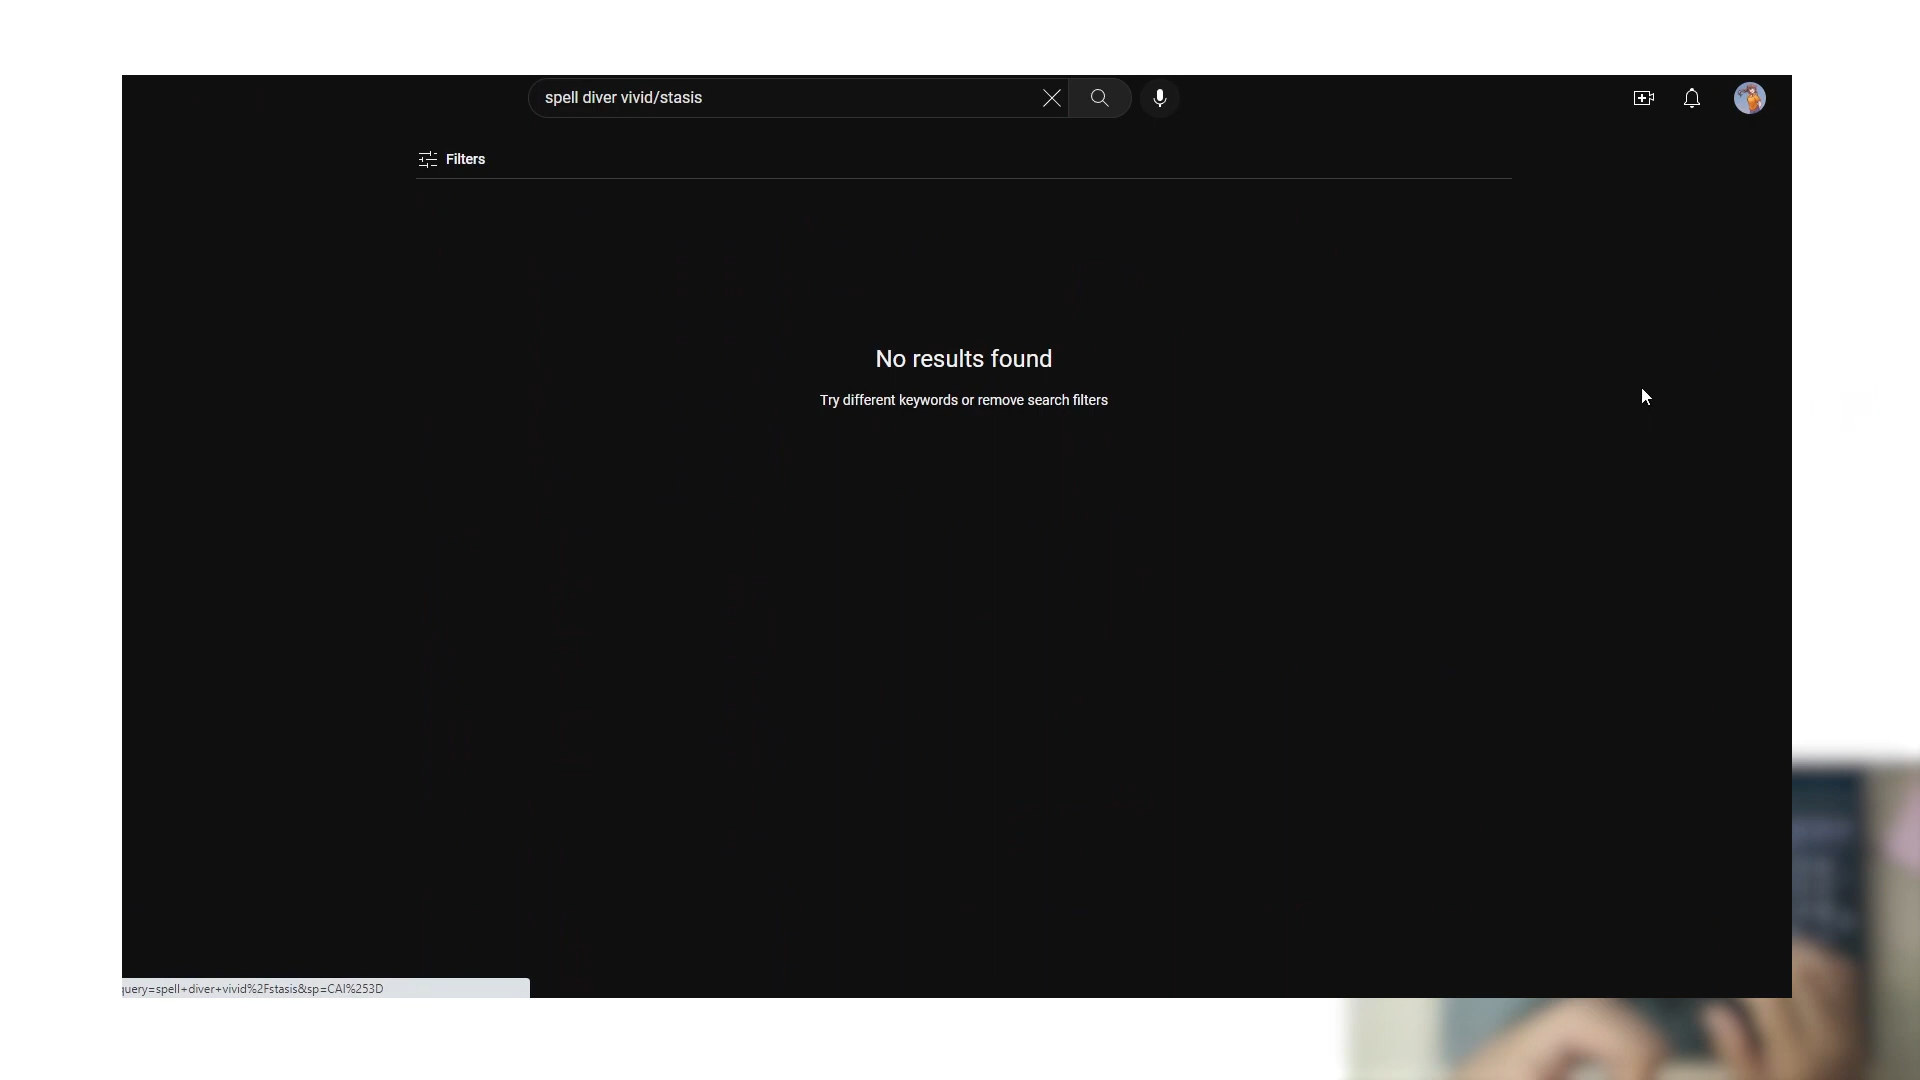 spell diver vivid/stasis
Filters
No results found
Try different keywords or remove search filters
query=spell+diver+vivid%2Fstasis&sp=CAI%253D